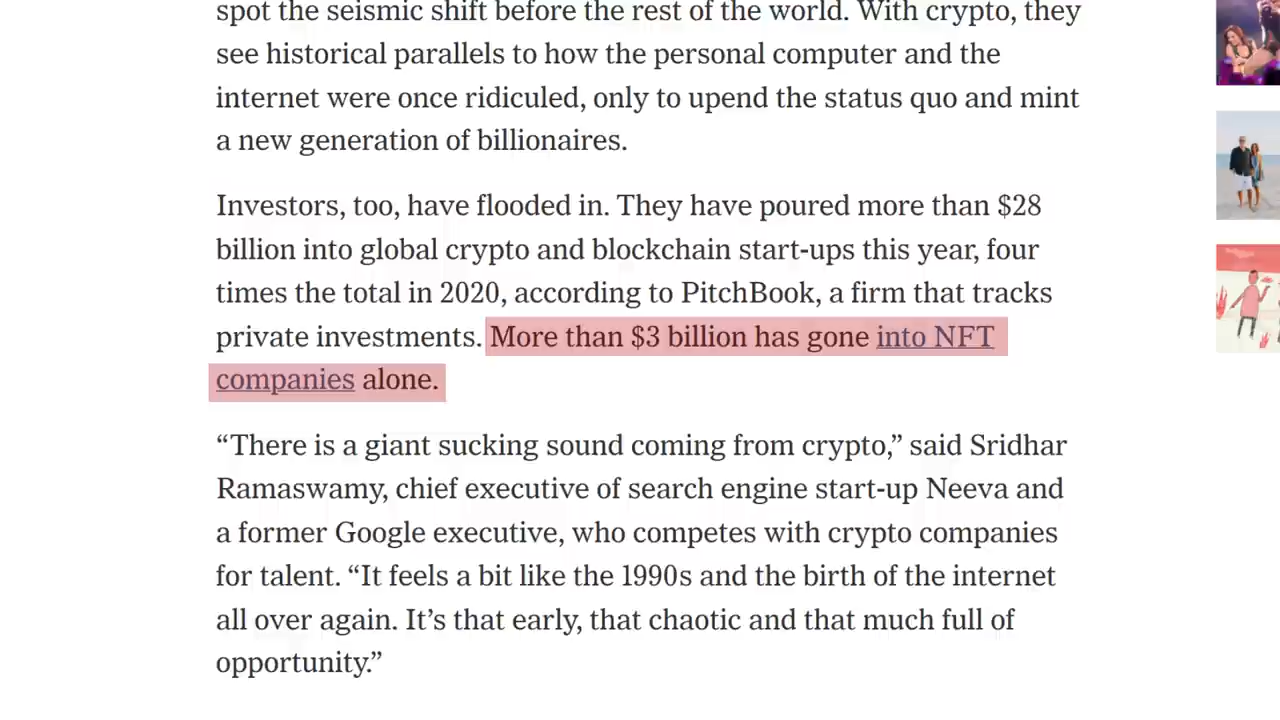 spot the seismic shift before the rest of the world. With crypto, they
see historical parallels to how the personal computer and the
internet were once ridiculed, only to upend the status quo and mint
a new generation of billionaires.
Investors, too, have flooded in. They have poured more than $28
billion into global crypto and blockchain start-ups this year, four
times the total in 2020, according to PitchBook, a firm that tracks
private investments. More than $3 billion has gone into NFT
companies alone.
“There is a giant sucking sound coming from crypto,” said Sridhar
Ramaswamy, chief executive of search engine start-up Neeva and
a former Google executive, who competes with crypto companies
for talent. “It feels a bit like the 1990s and the birth of the internet
all over again. It’s that early, that chaotic and that much full of
opportunity.”